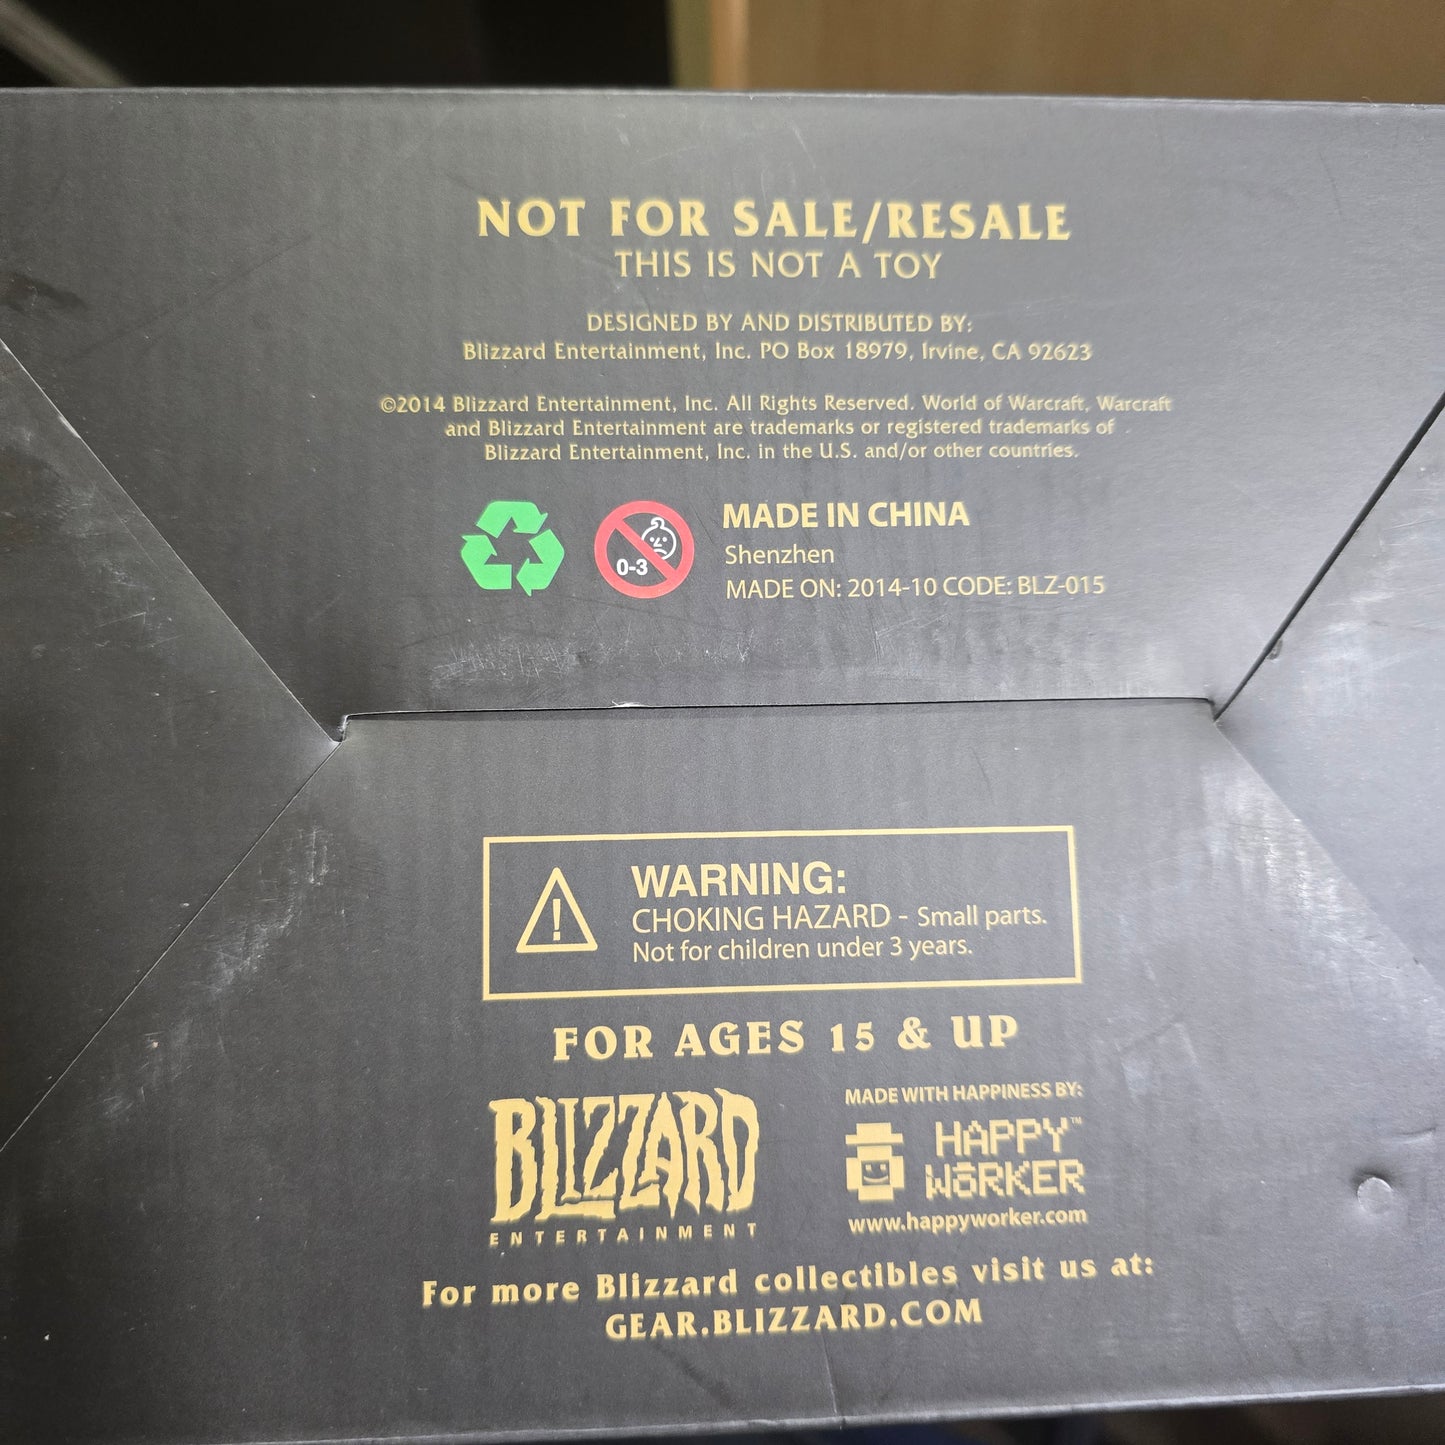 NOT FOR SALE/RESALE
THIS IS NOT A TOY
DESIGNED BY AND DISTRIBUTED BY:
Blizzard Entertainment, Inc. PO Box 18979, Irvine, CA 92623
©2014 Blizzard Entertainment, Inc. All Rights Reserved. World of Warcraft, Warcraft
and Blizzard Entertainment are trademarks or registered trademarks of
Blizzard Entertainment, Inc. in the U.S. and/or other countries.
0-3
MADE IN CHINA
Shenzhen
MADE ON: 2014-10 CODE: BLZ-015
WARNING:
CHOKING HAZARD - Small parts.
Not for children under 3 years.
FOR AGES 15 & UP
BLIZZARD
ENTERTAINMENT
MADE WITH HAPPINESS BY:
HAPPY™
WŌRKER
www.happyworker.com
For more Blizzard collectibles visit us at:
GEAR.BLIZZARD.COM